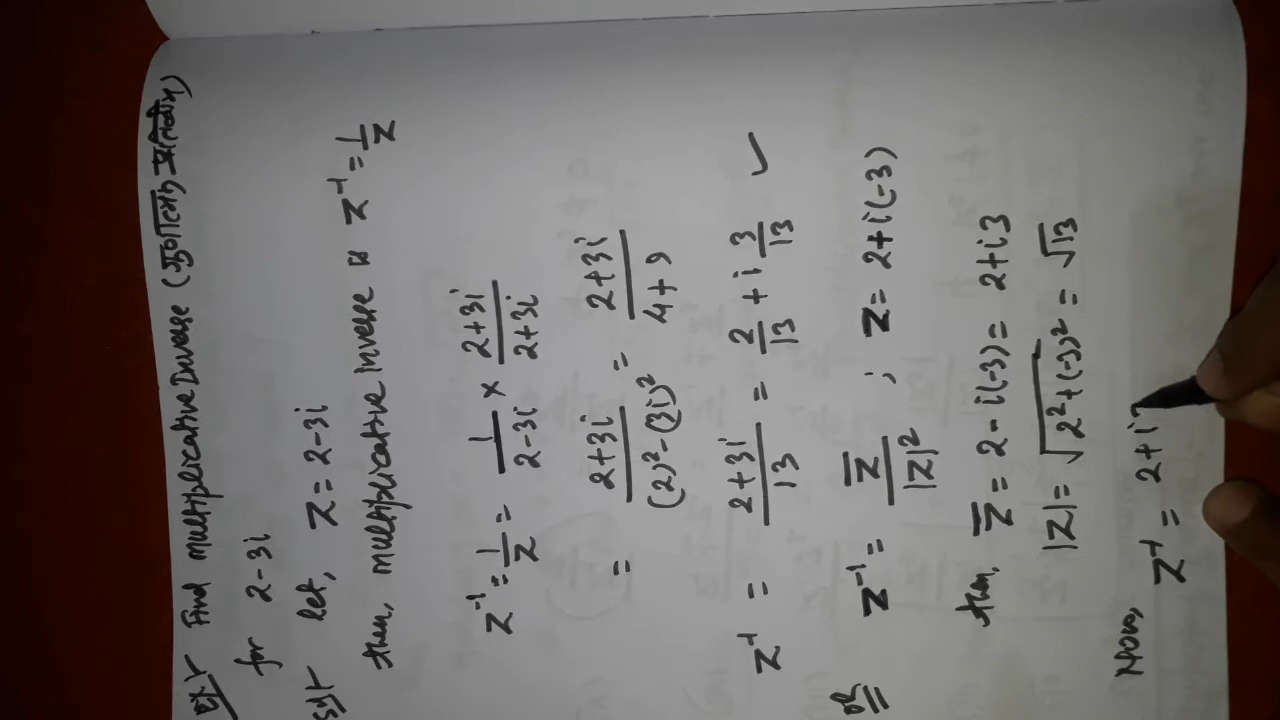 Ex:- Find multiplicative Inverse (गुणात्मक प्रतिलोम)
for 2-3i
Sol:- let, z = 2-3i
then, multiplicative inverse is z⁻¹ = 1/z
z⁻¹ = 1/z = 1/(2-3i) × (2+3i)/(2+3i)
= (2+3i)/((2)²-(3i)²) = (2+3i)/(4+9)
z⁻¹ = (2+3i)/13 = 2/13 + i 3/13 ✓
OR z⁻¹ = z̅/|z|² ; z = 2+i(-3)
then, z̅ = 2-i(-3) = 2+i3
|z| = √(2²+(-3)²) = √13
Now,
z⁻¹ = 2+i